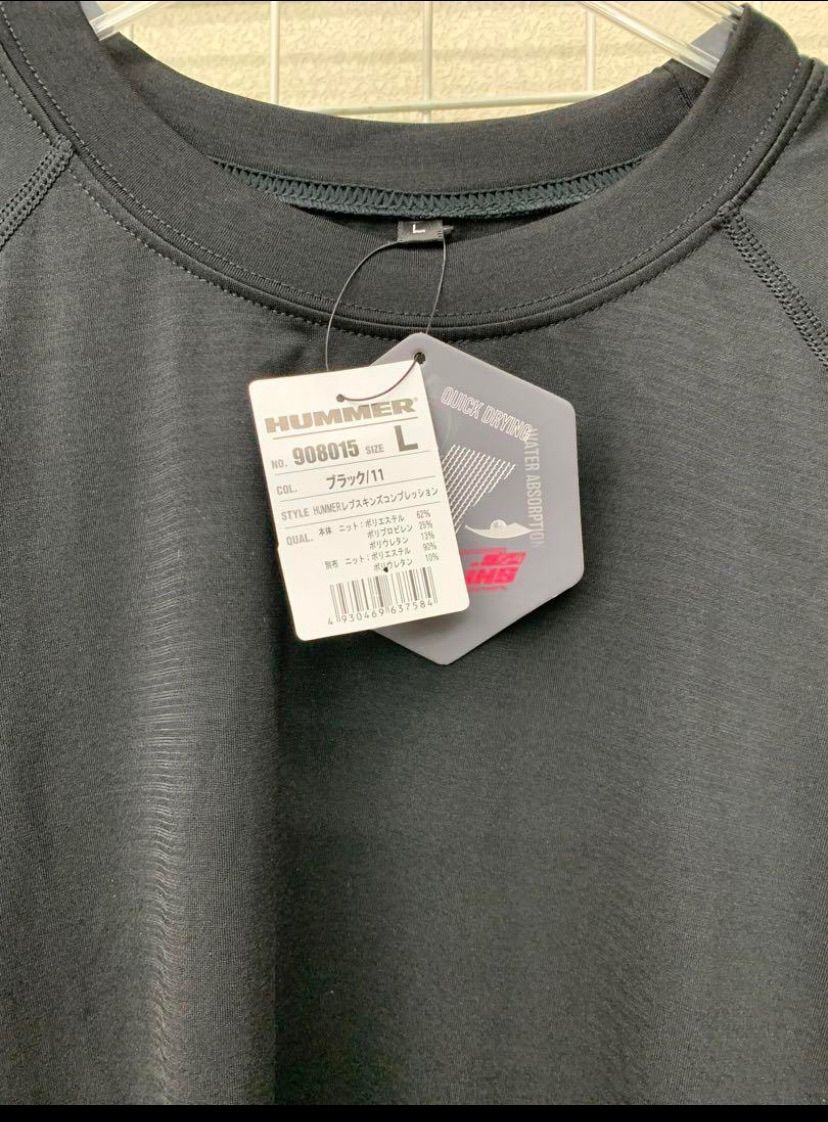 L
HUMMER®
NO. 908015 SIZE L
COL. ブラック/11
STYLE HUMMERレプスキンズコンプレッション
QUAL. 本体 ニット:ポリエステル 62%
ポリプロピレン 25%
ポリウレタン 13%
別布 ニット:ポリエステル 90%
ポリウレタン 10%
4 930469 637584
QUICK DRYING
WATER ABSORPTION